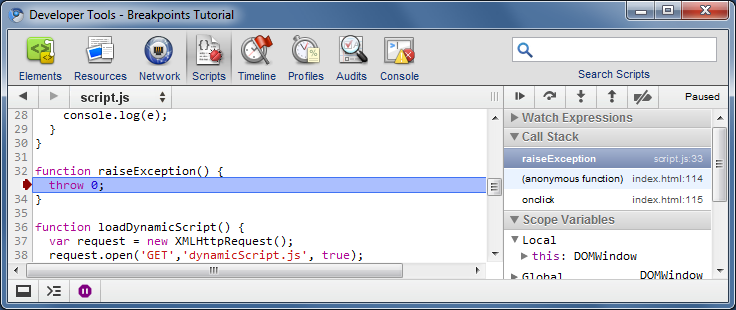 Developer Tools - Breakpoints Tutorial
Elements Resources Network Scripts Timeline Profiles Audits Console
Search Scripts
script.js
Paused
28 console.log(e);
29 }
30 }
31
32 function raiseException() {
throw 0;
34 }
35
36 function loadDynamicScript() {
37 var request = new XMLHttpRequest();
38 request.open('GET','dynamicScript.js', true);
Watch Expressions
Call Stack
raiseException script.js:33
(anonymous function) index.html:114
onclick index.html:115
Scope Variables
Local
this: DOMWindow
Global DOMWindow